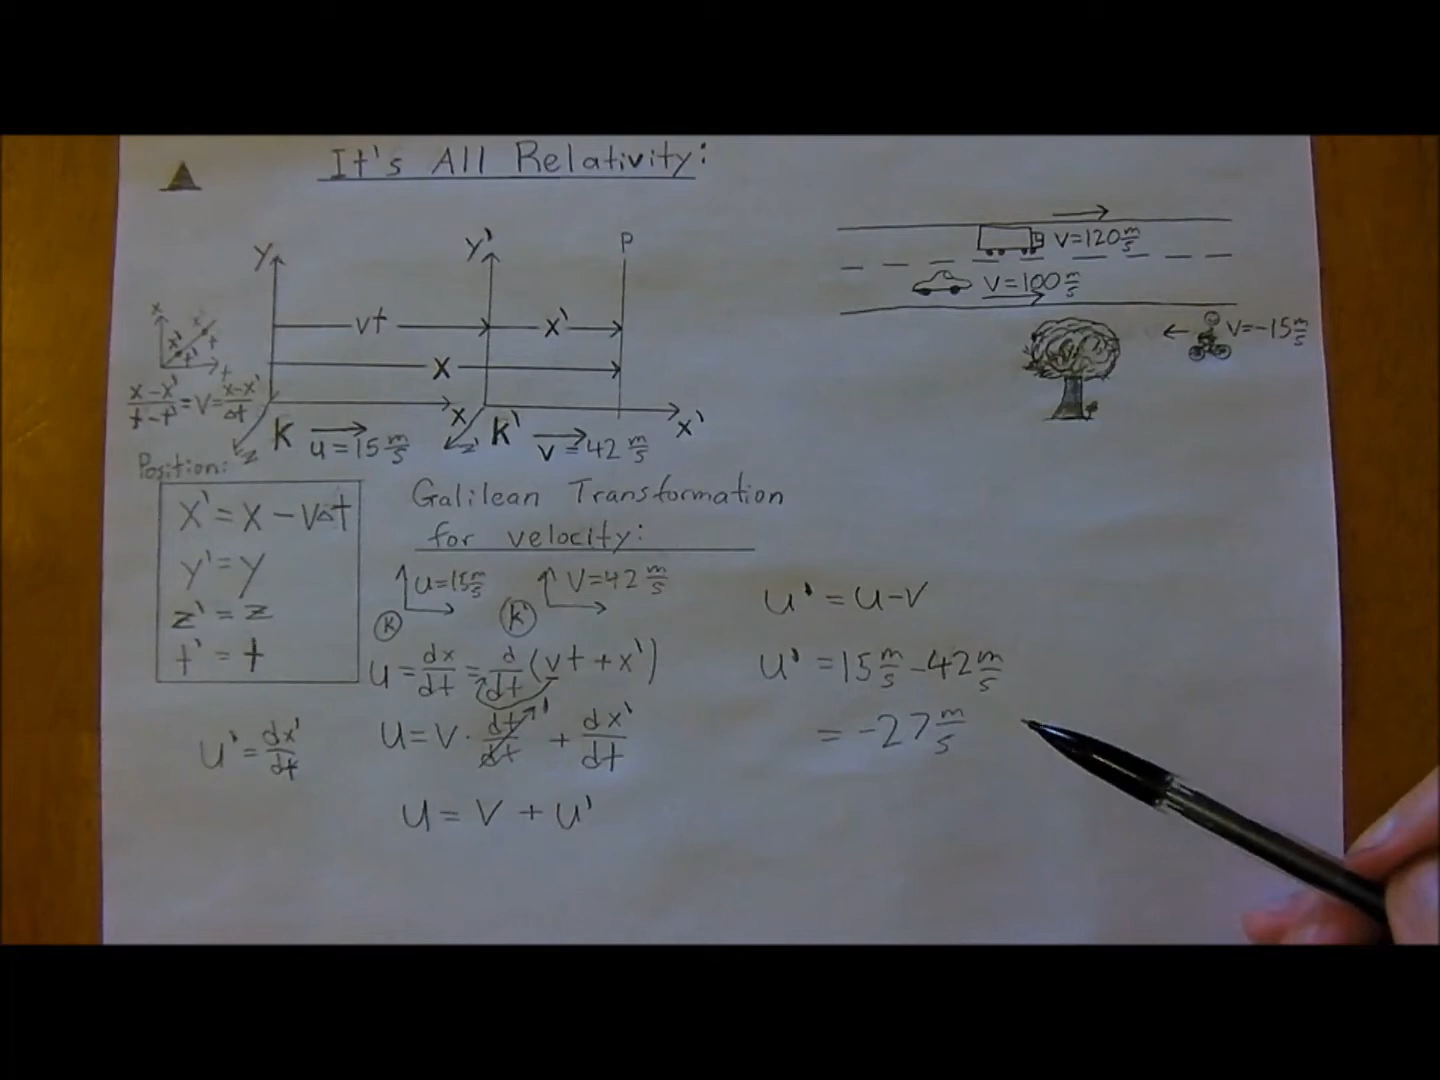 It's All Relativity:
y
y'
P
vt
x'
x
x
x'
x
x'
t
t'
t
(x-x')/(t-t') = V = (x-x')/Δt
z
z'
K u = 15 m/s
K' v = 42 m/s
V=120 m/s
V=100 m/s
V=-15 m/s
Position:
x' = x - vΔt
y' = y
z' = z
t' = t
Galilean Transformation
for velocity:
K u=15 m/s
K' V=42 m/s
u = dx/dt = d/dt (vt + x')
u = v · dt/dt 1 + dx'/dt
u' = dx'/dt
u = v + u'
u' = u-v
u' = 15 m/s - 42 m/s
= -27 m/s